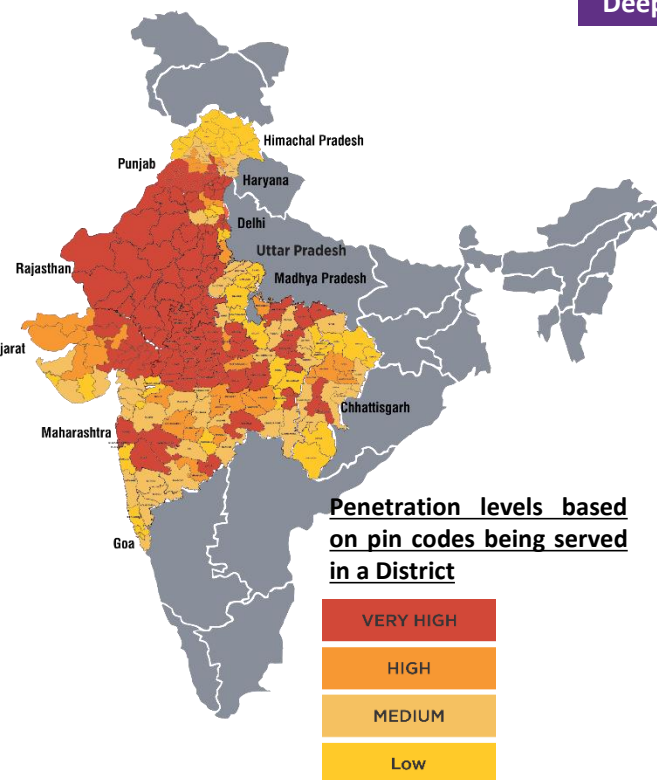 Deep
Himachal Pradesh
Punjab
Haryana
Delhi
Uttar Pradesh
Rajasthan
Madhya Pradesh
jarat
Chhattisgarh
Maharashtra
Goa
Penetration levels based
on pin codes being served
in a District
VERY HIGH
HIGH
MEDIUM
Low